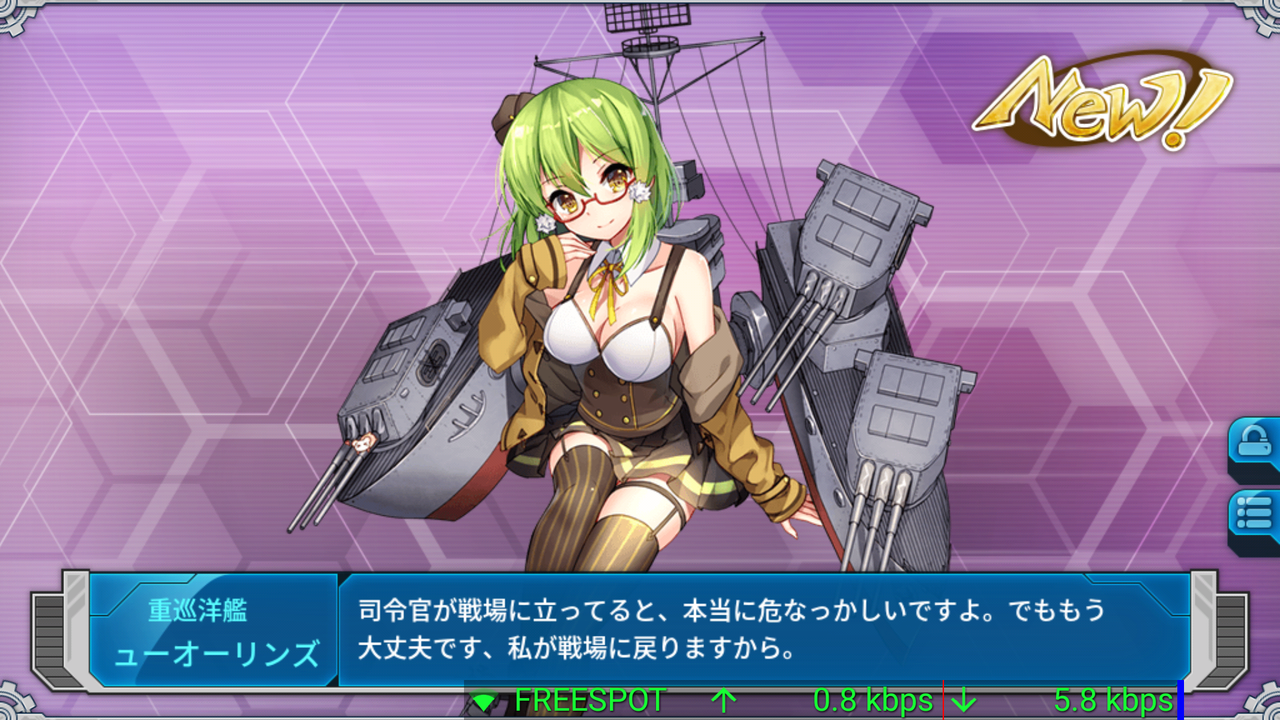 New!
重巡洋艦
ューオーリンズ
司令官が戦場に立ってると、本当に危なっかしいですよ。でももう
大丈夫です、私が戦場に戻りますから。
FREESPOT ↑ 0.8 kbps ↓ 5.8 kbps